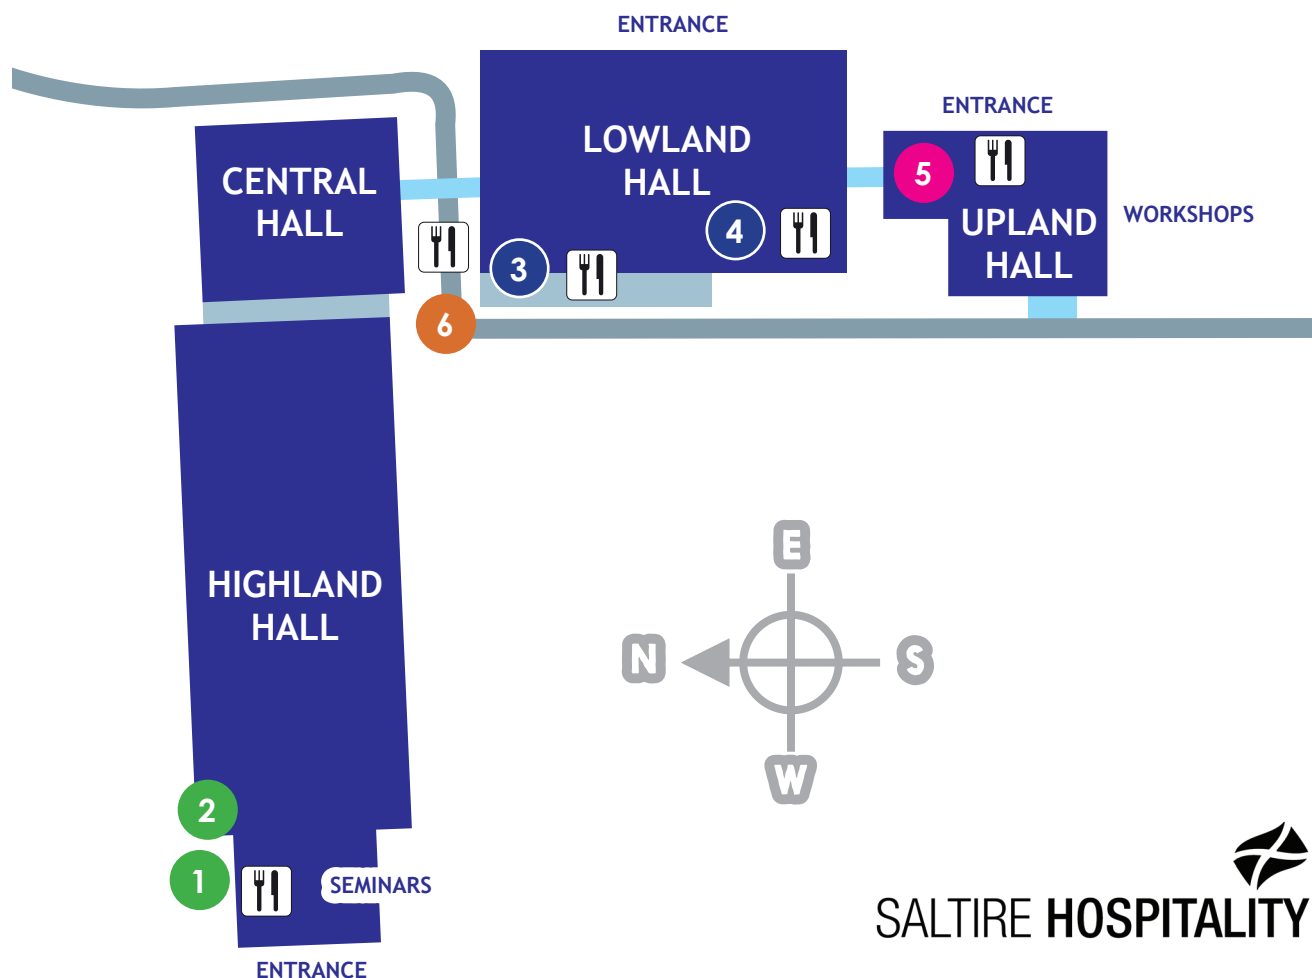 ENTRANCE
ENTRANCE
LOWLAND
HALL
CENTRAL
HALL
5
WORKSHOPS
UPLAND
HALL
4
3
6
HIGHLAND
HALL
E
N
S
W
2
1
SEMINARS
SALTIRE HOSPITALITY
ENTRANCE